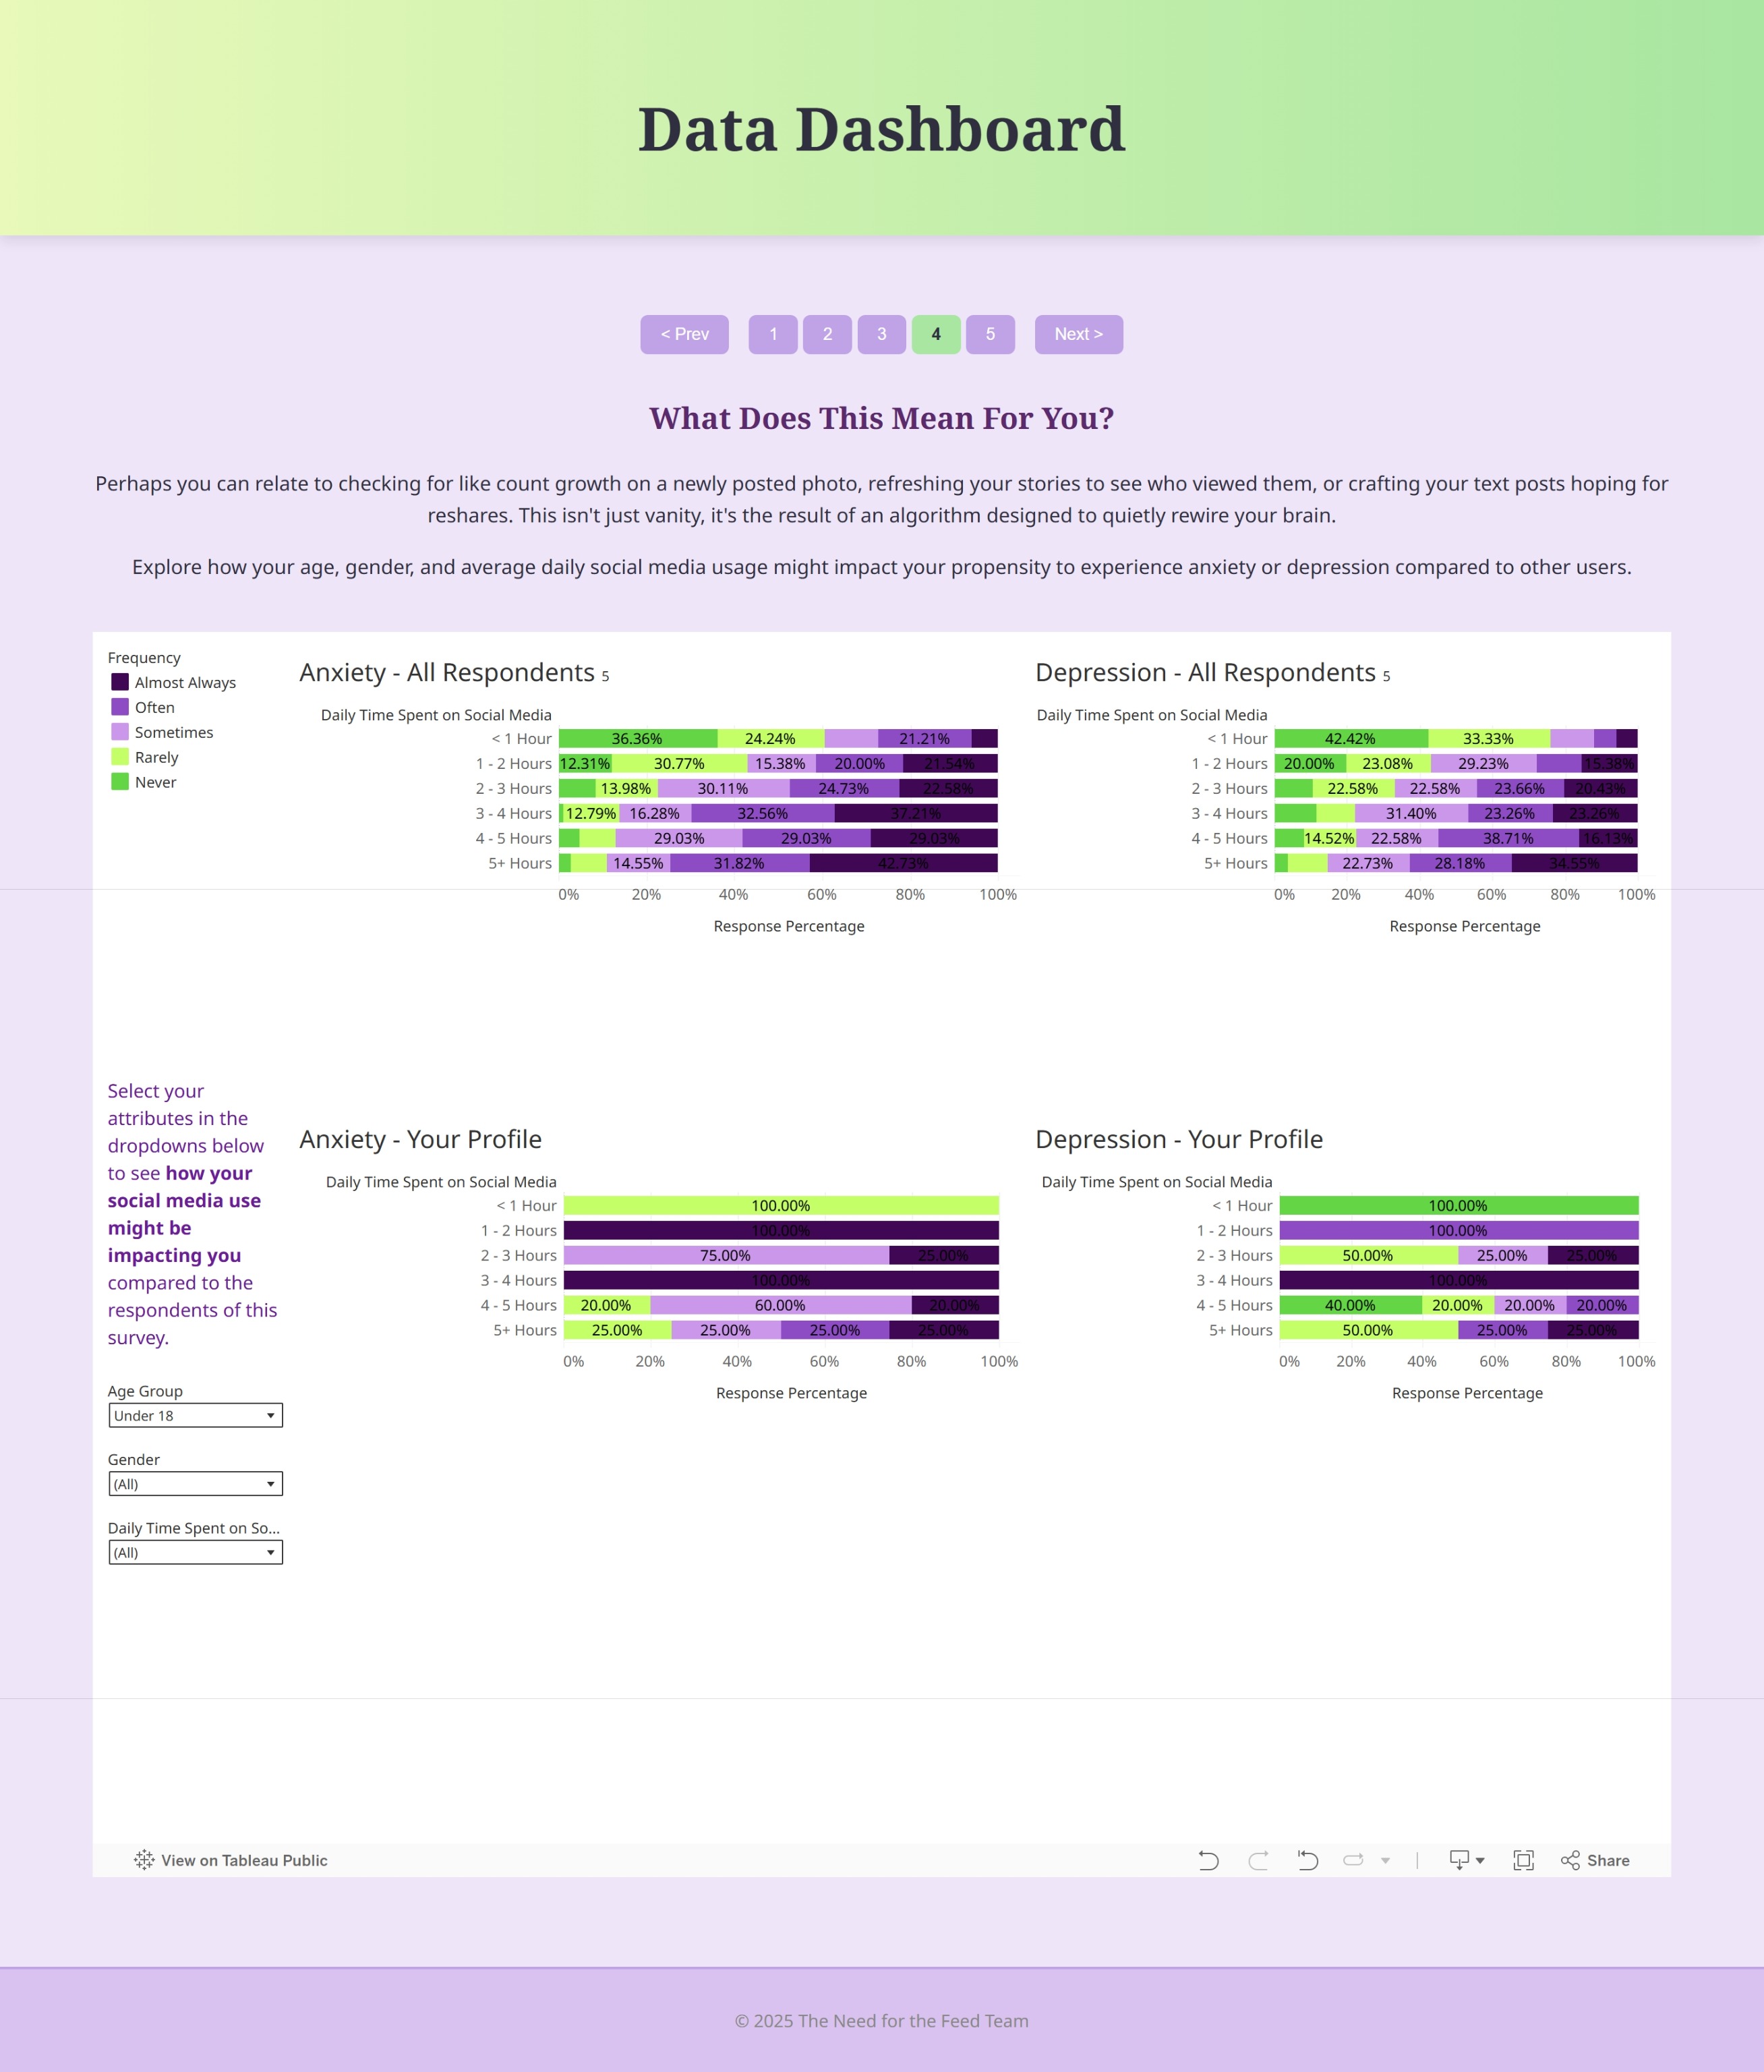 Data Dashboard
< Prev 1 2 3 4 5 Next >
What Does This Mean For You?
Perhaps you can relate to checking for like count growth on a newly posted photo, refreshing your stories to see who viewed them, or crafting your text posts hoping for
reshares. This isn't just vanity, it's the result of an algorithm designed to quietly rewire your brain.
Explore how your age, gender, and average daily social media usage might impact your propensity to experience anxiety or depression compared to other users.
Frequency
Almost Always
Often
Sometimes
Rarely
Never
Anxiety - All Respondents 5
Daily Time Spent on Social Media
< 1 Hour 36.36% 24.24% 21.21%
1 - 2 Hours 12.31% 30.77% 15.38% 20.00% 21.54%
2 - 3 Hours 13.98% 30.11% 24.73% 22.58%
3 - 4 Hours 12.79% 16.28% 32.56% 37.21%
4 - 5 Hours 29.03% 29.03% 29.03%
5+ Hours 14.55% 31.82% 42.73%
0% 20% 40% 60% 80% 100%
Response Percentage
Depression - All Respondents 5
Daily Time Spent on Social Media
< 1 Hour 42.42% 33.33%
1 - 2 Hours 20.00% 23.08% 29.23% 15.38%
2 - 3 Hours 22.58% 22.58% 23.66% 20.43%
3 - 4 Hours 31.40% 23.26% 23.26%
4 - 5 Hours 14.52% 22.58% 38.71% 16.13%
5+ Hours 22.73% 28.18% 34.55%
0% 20% 40% 60% 80% 100%
Response Percentage
Select your
attributes in the
dropdowns below
to see how your
social media use
might be
impacting you
compared to the
respondents of this
survey.
Age Group
Under 18
Gender
(All)
Daily Time Spent on So...
(All)
Anxiety - Your Profile
Daily Time Spent on Social Media
< 1 Hour 100.00%
1 - 2 Hours 100.00%
2 - 3 Hours 75.00% 25.00%
3 - 4 Hours 100.00%
4 - 5 Hours 20.00% 60.00% 20.00%
5+ Hours 25.00% 25.00% 25.00% 25.00%
0% 20% 40% 60% 80% 100%
Response Percentage
Depression - Your Profile
Daily Time Spent on Social Media
< 1 Hour 100.00%
1 - 2 Hours 100.00%
2 - 3 Hours 50.00% 25.00% 25.00%
3 - 4 Hours 100.00%
4 - 5 Hours 40.00% 20.00% 20.00% 20.00%
5+ Hours 50.00% 25.00% 25.00%
0% 20% 40% 60% 80% 100%
Response Percentage
View on Tableau Public
Share
© 2025 The Need for the Feed Team